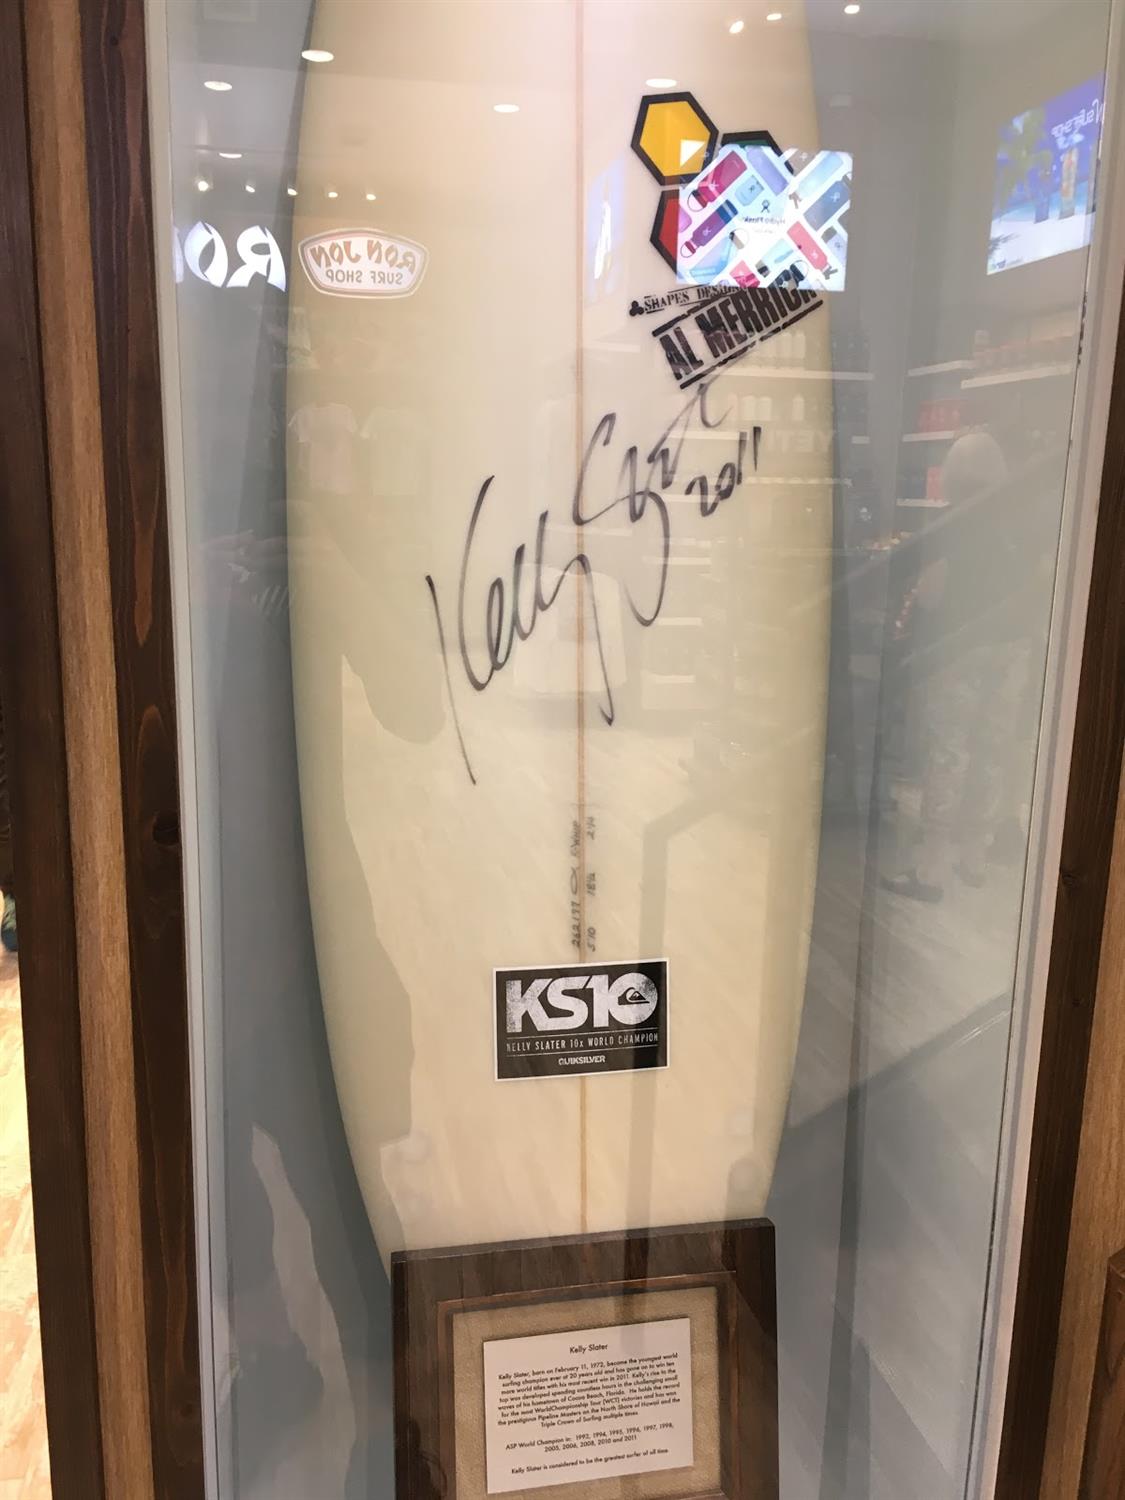 RON JON
SURF SHOP
SHAPES DESIGNS
AL MERRICK
Kelly Slater
2011
262197
5'10 18¼
KS10
KELLY SLATER 10x WORLD CHAMPION
QUIKSILVER
Kelly Slater
Kelly Slater, born on February 11, 1972, became the youngest world
surfing champion ever at 20 years old and has gone on to win ten
more world titles with his most recent win in 2011. Kelly's rise to the
top was developed spending countless hours in the challenging small
waves of his hometown of Cocoa Beach, Florida. He holds the record
for the most WorldChampionship Tour (WCT) victories and has won
the prestigious Pipeline Masters on the North Shore of Hawaii and the
Triple Crown of Surfing multiple times
ASP World Champion in: 1992, 1994, 1995, 1996, 1997, 1998,
2005, 2006, 2008, 2010 and 2011
Kelly Slater is considered to be the greatest surfer of all time